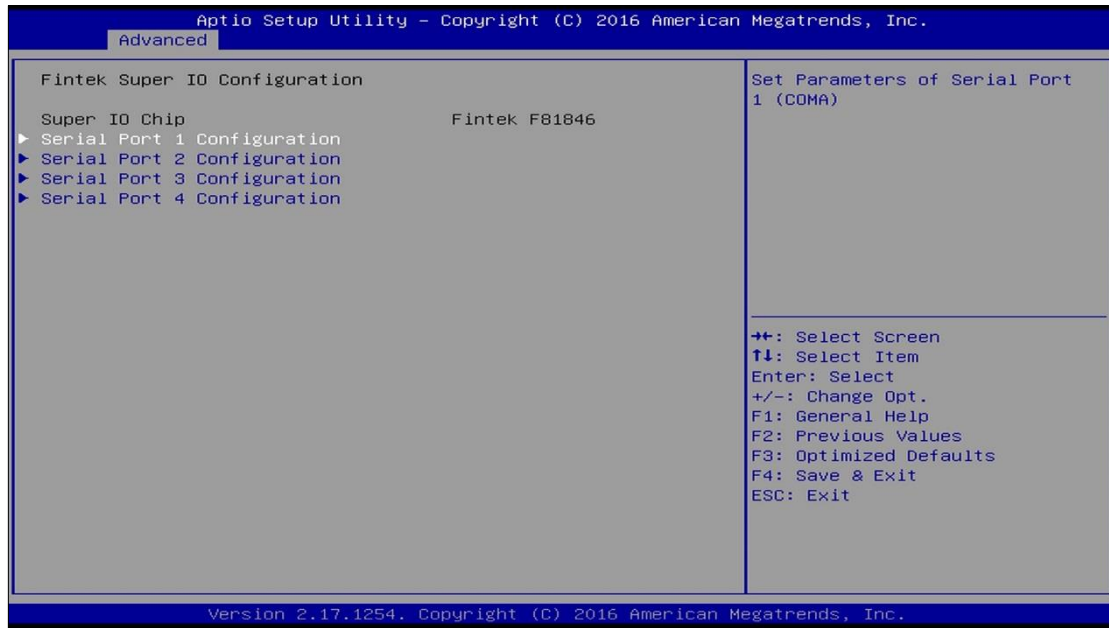 Aptio Setup Utility – Copyright (C) 2016 American Megatrends, Inc.
Advanced
Fintek Super IO Configuration
Super IO Chip Fintek F81846
▶ Serial Port 1 Configuration
▶ Serial Port 2 Configuration
▶ Serial Port 3 Configuration
▶ Serial Port 4 Configuration
Set Parameters of Serial Port
1 (COMA)
→←: Select Screen
↑↓: Select Item
Enter: Select
+/-: Change Opt.
F1: General Help
F2: Previous Values
F3: Optimized Defaults
F4: Save & Exit
ESC: Exit
Version 2.17.1254. Copyright (C) 2016 American Megatrends, Inc.